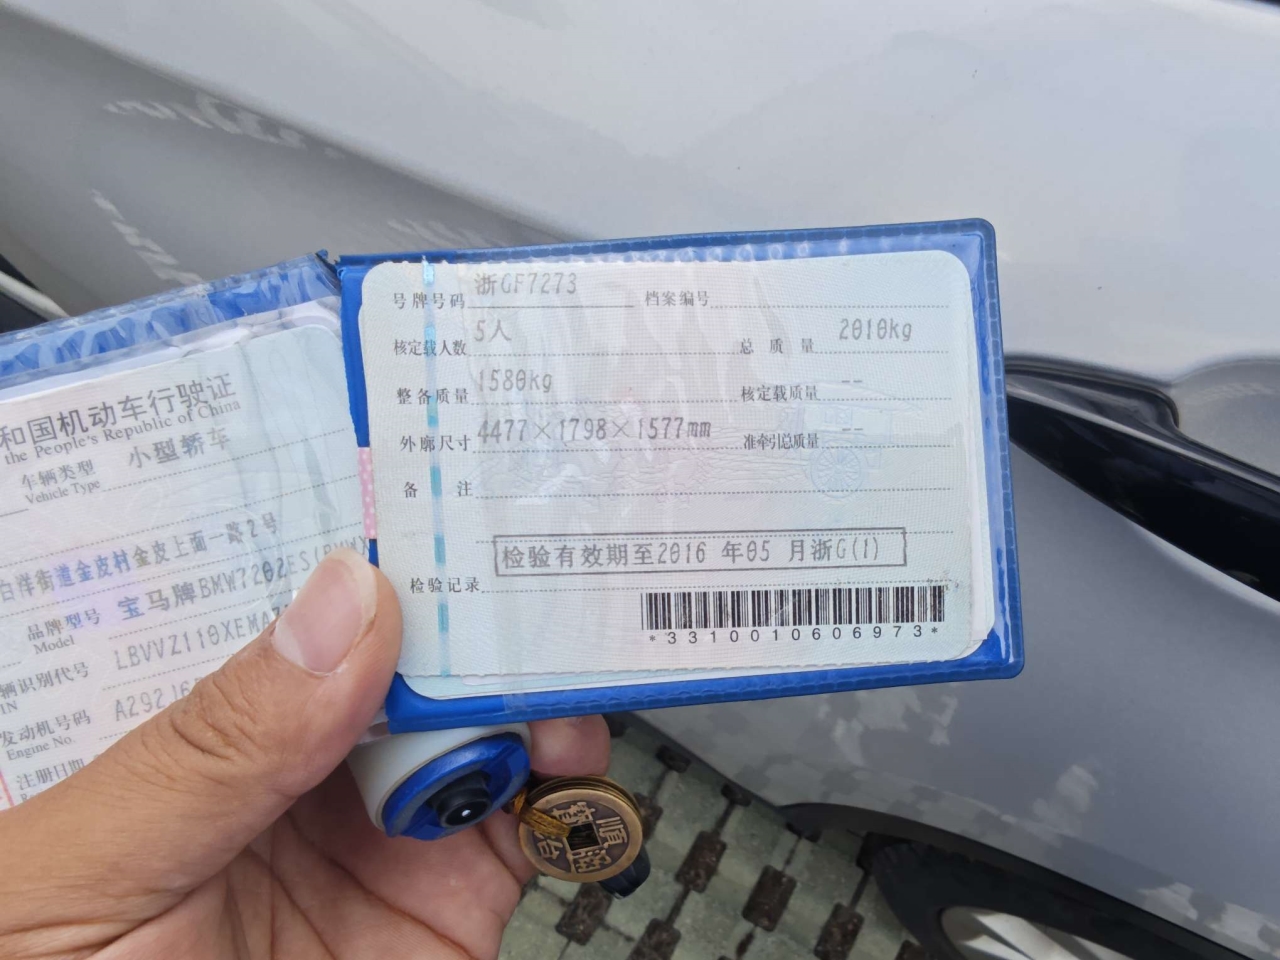 和国机动车行驶证
the People's Republic of China
车辆类型 小型轿车
Vehicle Type
街道金皮村金皮上面一路2号
品牌型号 宝马牌BMW7202ES(BMWX
Model
辆识别代号 LBVVZ110XEMA
IN
发动机号码 A292
Engine No.
注册日期
号牌号码 浙GF7273 档案编号
核定载人数 5人 总质量 2010kg
整备质量 1580kg 核定载质量 --
外廓尺寸 4477×1798×1577mm 准牵引总质量 --
备注
检验有效期至2016 年05 月浙G(1)
检验记录
*3310010606973*